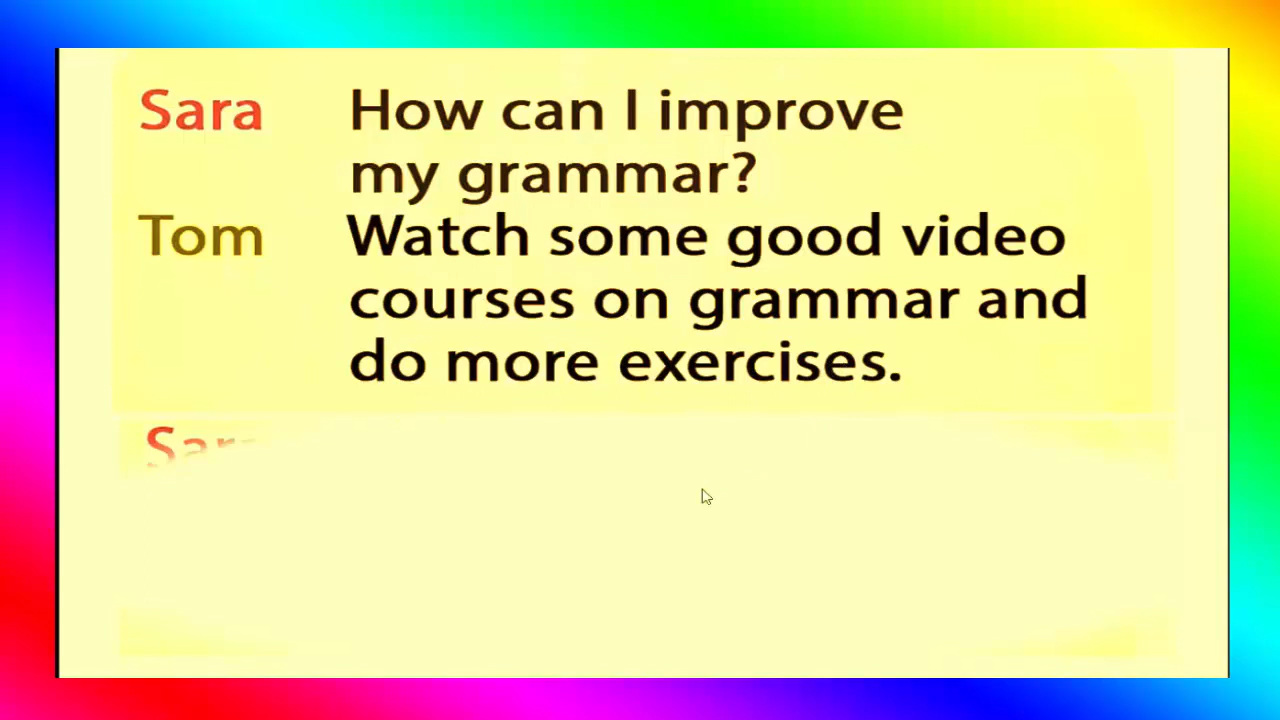 Sara How can I improve
my grammar?
Tom Watch some good video
courses on grammar and
do more exercises.